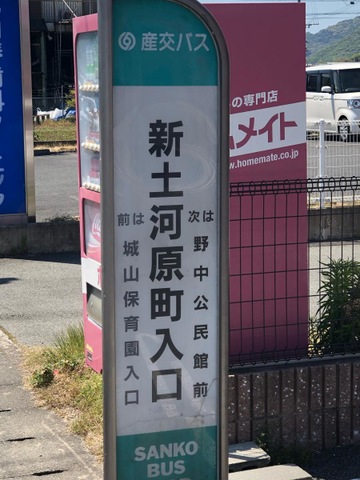 産交バス
新土河原町入口
次は 野中公民館前
前は 城山保育園入口
SANKO
BUS
の専門店
ムメイト
www.homemate.co.jp